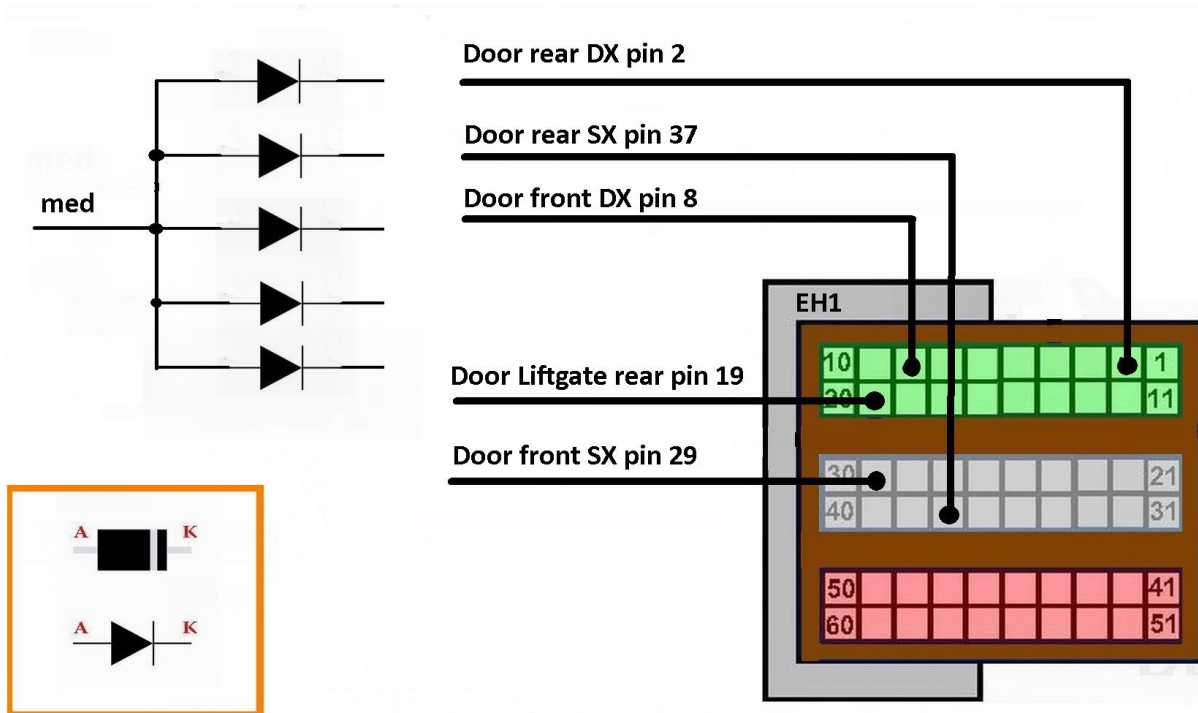 Door rear DX pin 2
Door rear SX pin 37
med
Door front DX pin 8
EH1
10 1
Door Liftgate rear pin 19
20 11
Door front SX pin 29
30 21
40 31
A K
50 41
60 51
A K